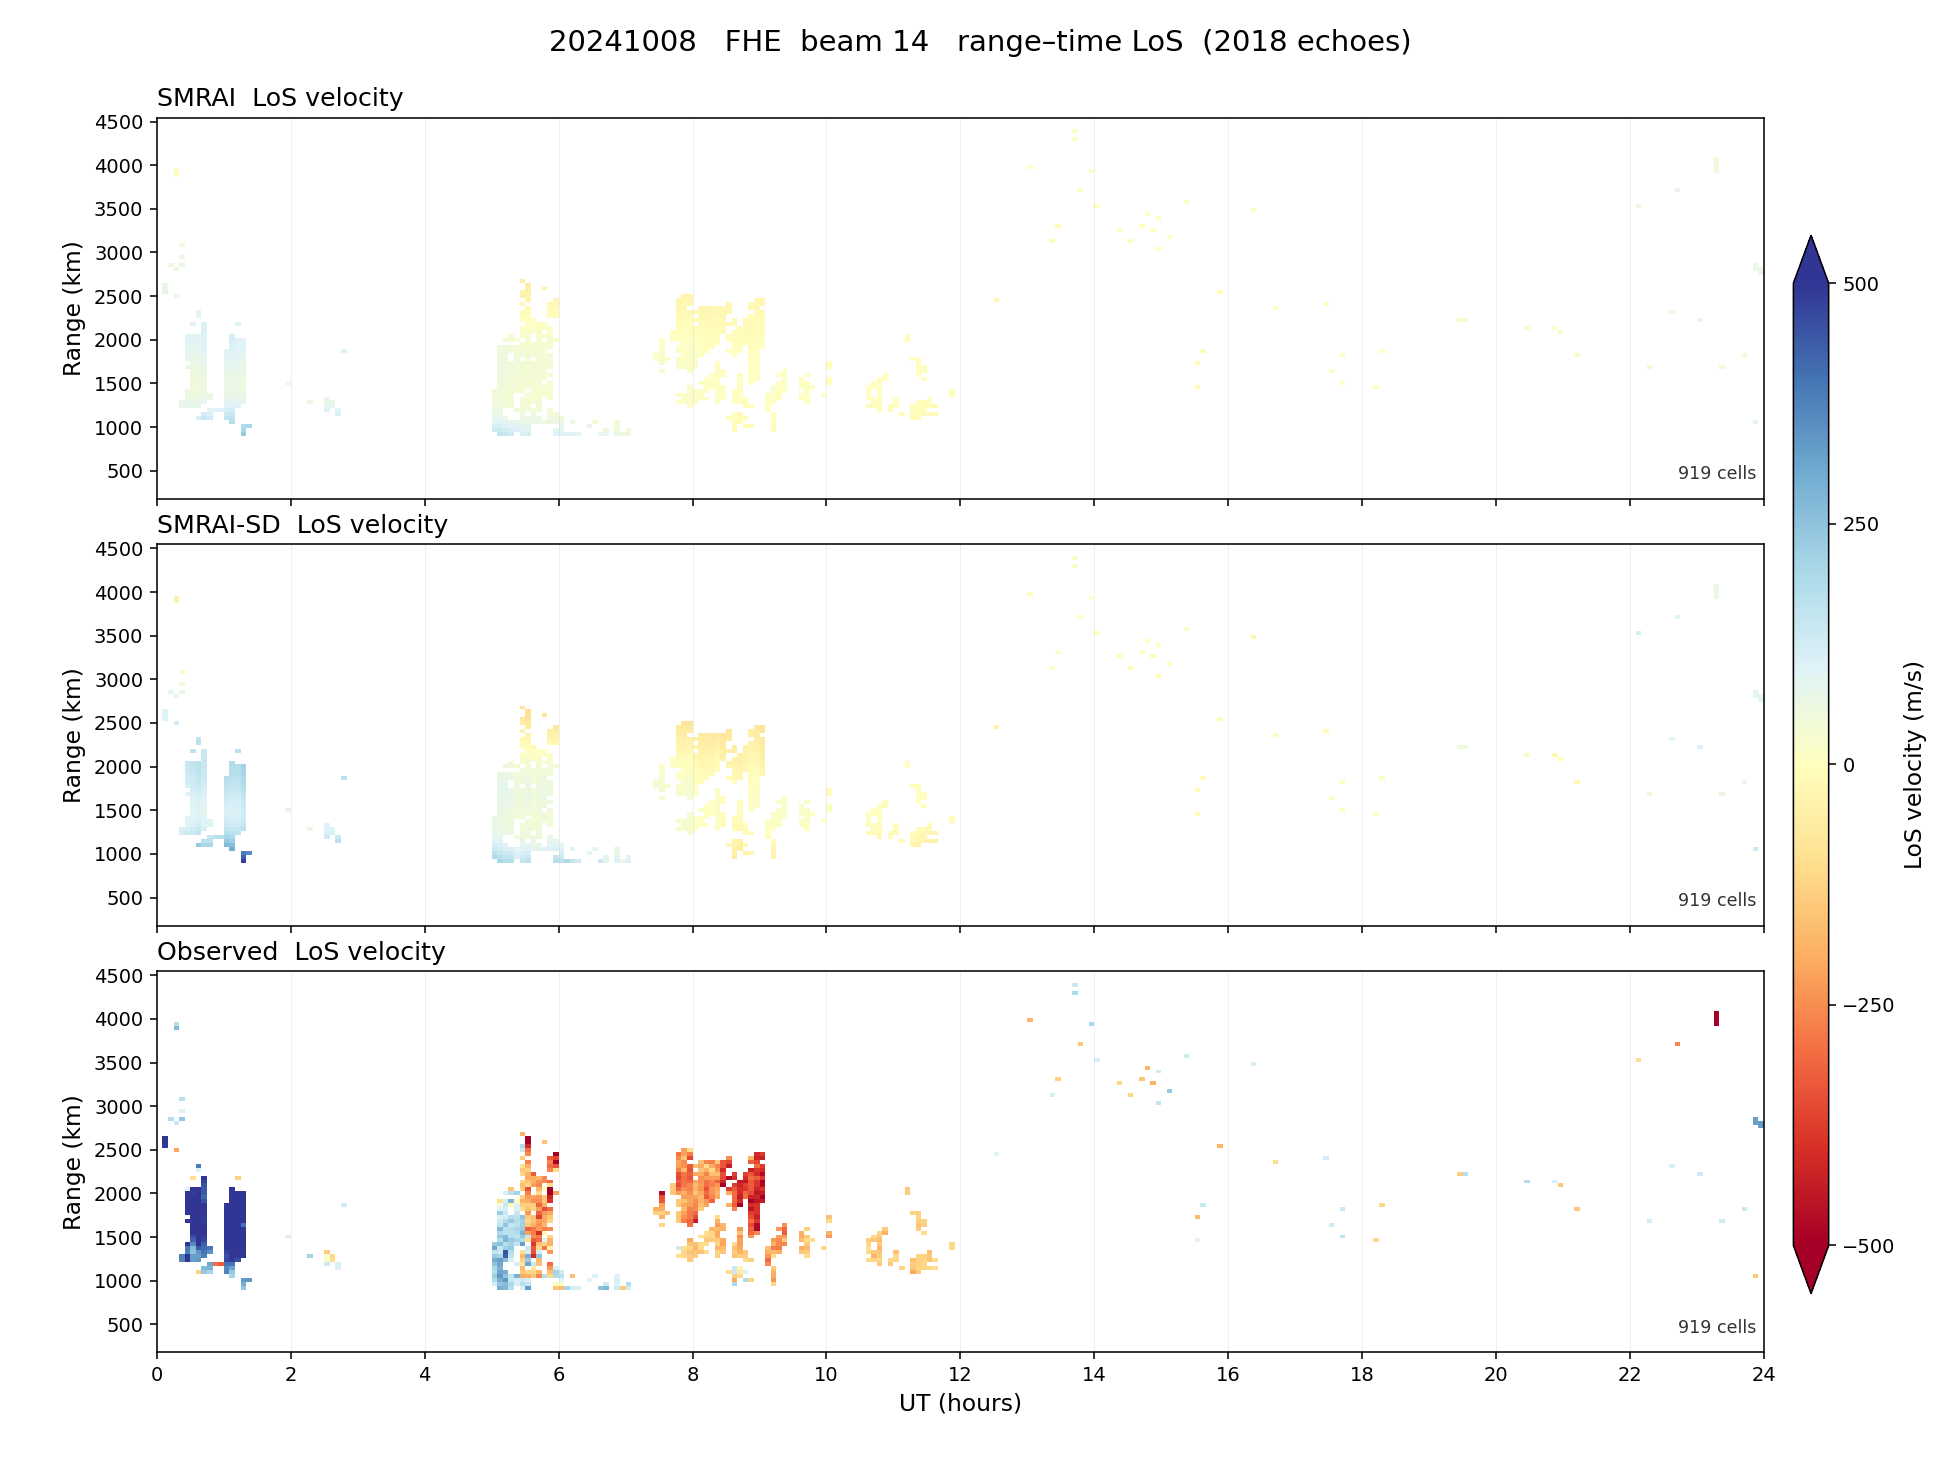 20241008   FHE  beam 14   range–time LoS  (2018 echoes)
SMRAI  LoS velocity
4500
4000
3500
3000
2500
2000
1500
1000
500
Range (km)
919 cells
SMRAI-SD  LoS velocity
4500
4000
3500
3000
2500
2000
1500
1000
500
Range (km)
919 cells
Observed  LoS velocity
4500
4000
3500
3000
2500
2000
1500
1000
500
Range (km)
919 cells
0 2 4 6 8 10 12 14 16 18 20 22 24
UT (hours)
500
250
0
−250
−500
LoS velocity (m/s)